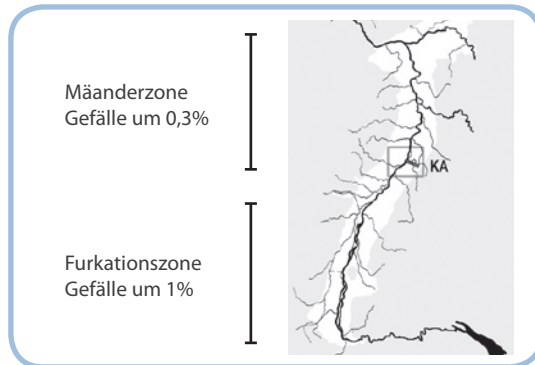 Mäanderzone
Gefälle um 0,3%
KA
Furkationszone
Gefälle um 1%